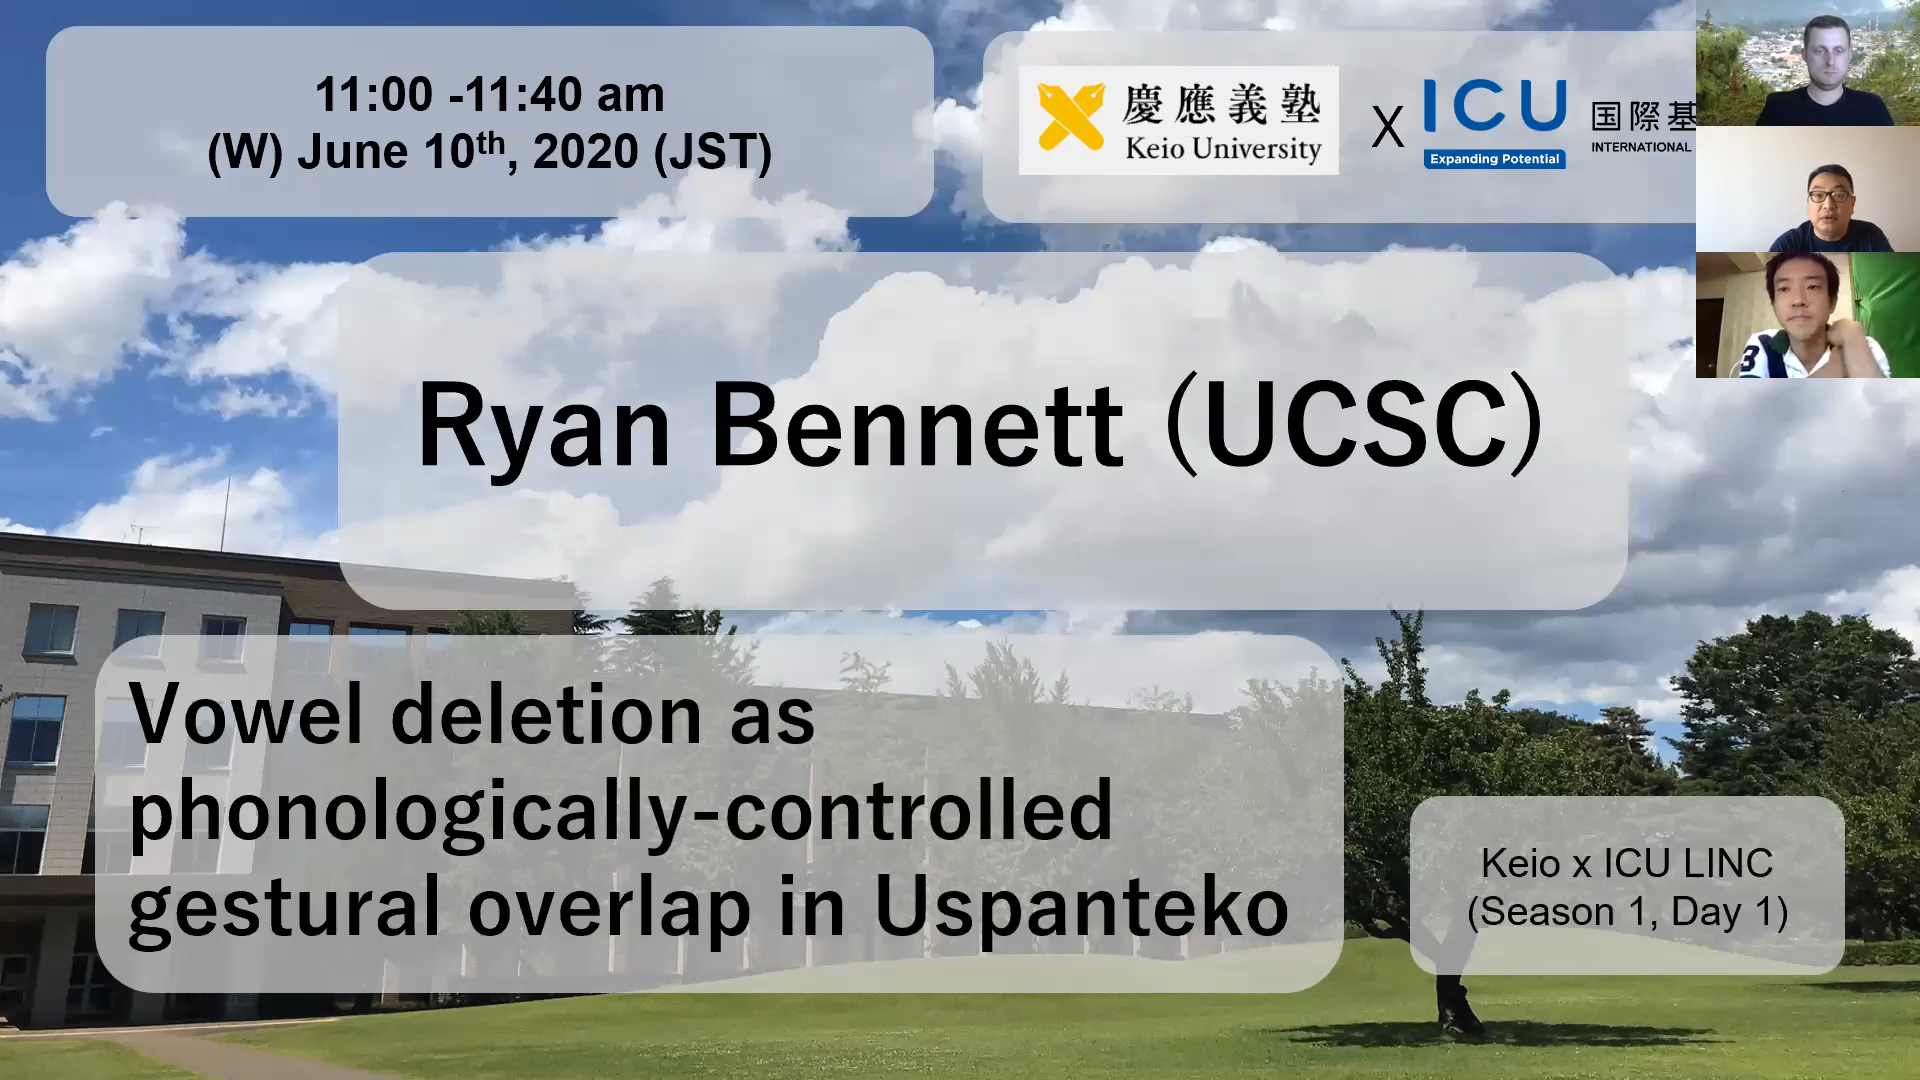 11:00 -11:40 am
(W) June 10th, 2020 (JST)
慶應義塾
Keio University
X
ICU
Expanding Potential
国際基
INTERNATIONAL
Ryan Bennett (UCSC)
Vowel deletion as
phonologically-controlled
gestural overlap in Uspanteko
Keio x ICU LINC
(Season 1, Day 1)
3